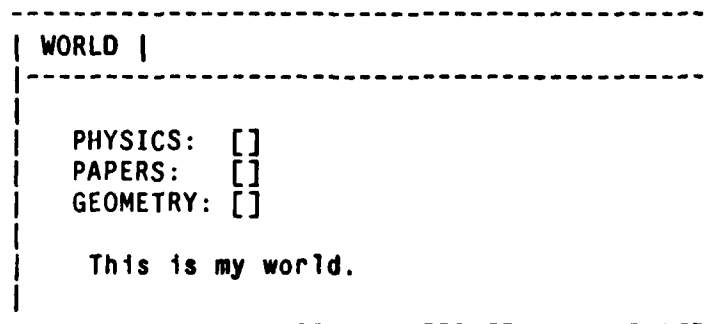 WORLD
PHYSICS: []
PAPERS: []
GEOMETRY: []
This is my world.